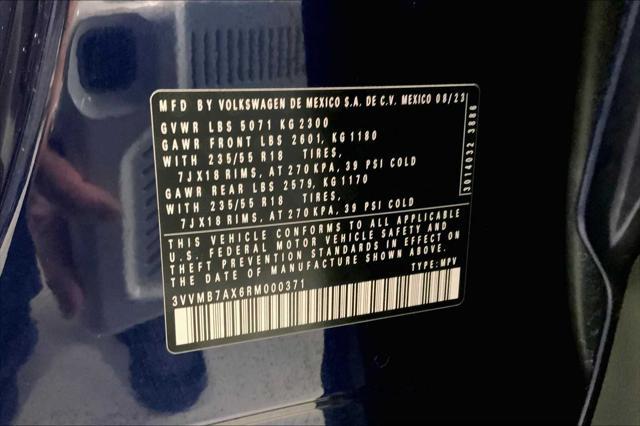 MFD BY VOLKSWAGEN DE MEXICO S.A. DE C.V. MEXICO 08/23
GVWR LBS 5071 KG 2300
GAWR FRONT LBS 2601, KG 1180
WITH 235/55 R18 TIRES,
7JX18 RIMS, AT 270 KPA, 39 PSI COLD
GAWR REAR LBS 2579, KG 1170
WITH 235/55 R18 TIRES,
7JX18 RIMS, AT 270 KPA, 39 PSI COLD
3014032 3886
THIS VEHICLE CONFORMS TO ALL APPLICABLE
U.S. FEDERAL MOTOR VEHICLE SAFETY AND
THEFT PREVENTION STANDARDS IN EFFECT ON
THE DATE OF MANUFACTURE SHOWN ABOVE.
TYPE: MPV
3VVMB7AX6RM000371